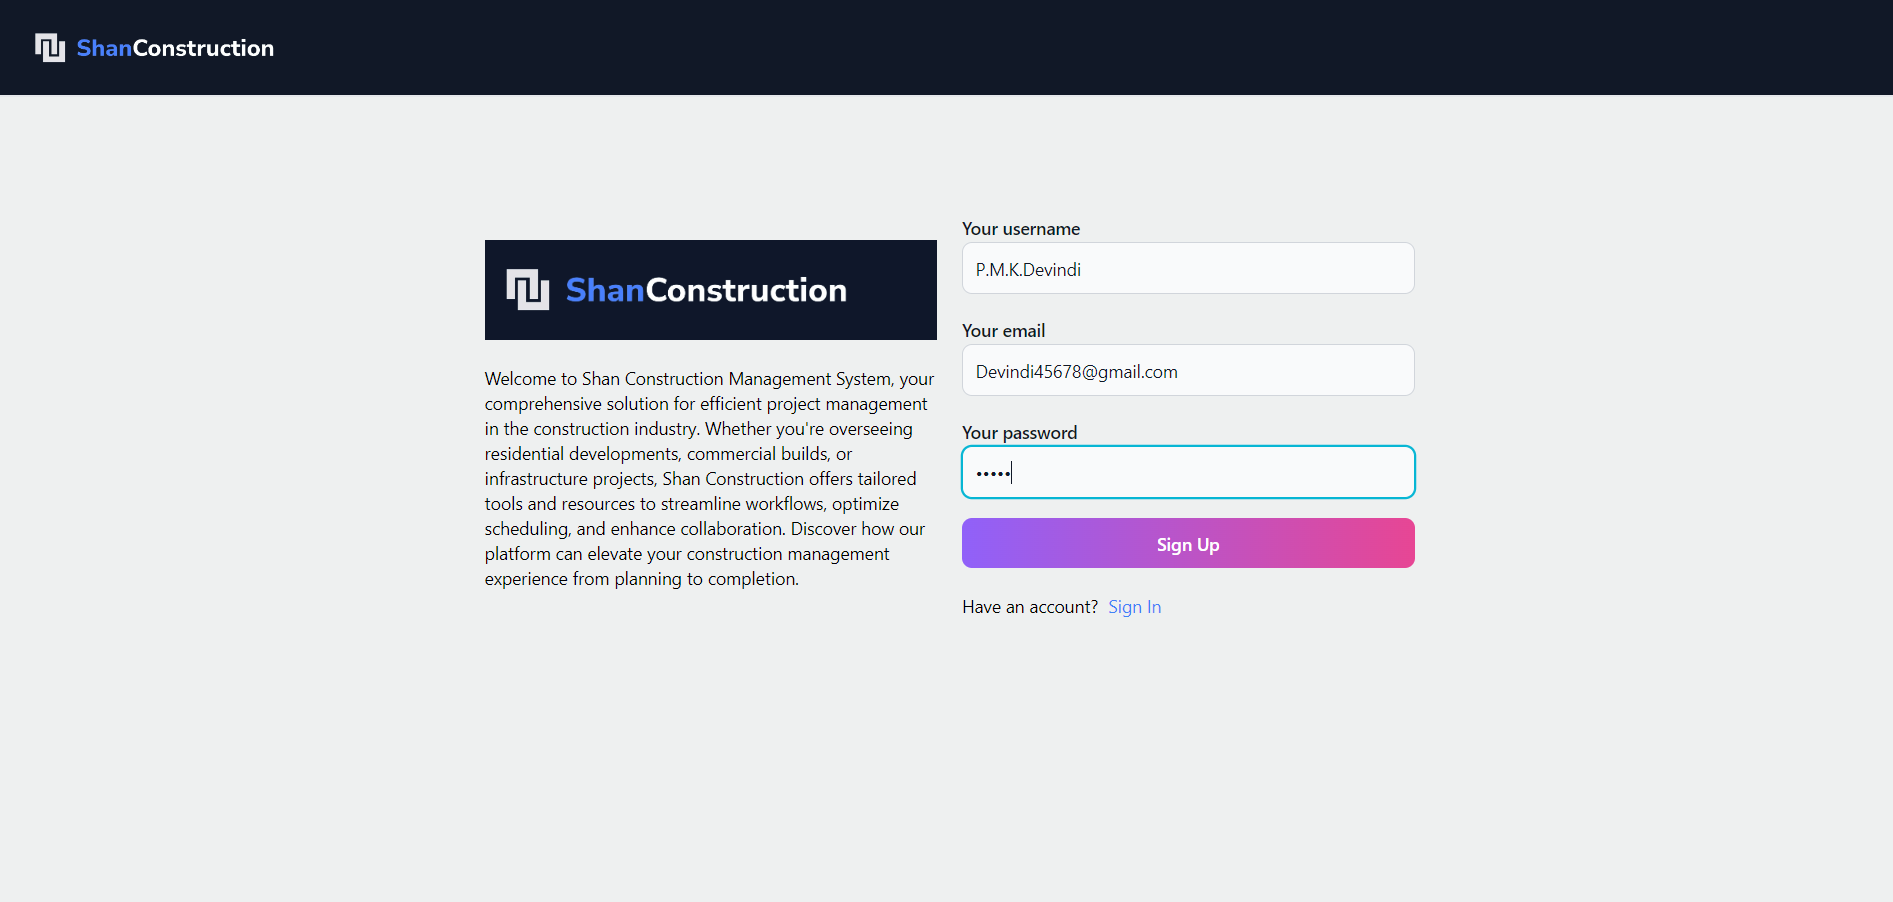 ShanConstruction
ShanConstruction
Welcome to Shan Construction Management System, your
comprehensive solution for efficient project management
in the construction industry. Whether you're overseeing
residential developments, commercial builds, or
infrastructure projects, Shan Construction offers tailored
tools and resources to streamline workflows, optimize
scheduling, and enhance collaboration. Discover how our
platform can elevate your construction management
experience from planning to completion.
Your username
P.M.K.Devindi
Your email
Devindi45678@gmail.com
Your password
•••••
Sign Up
Have an account? Sign In